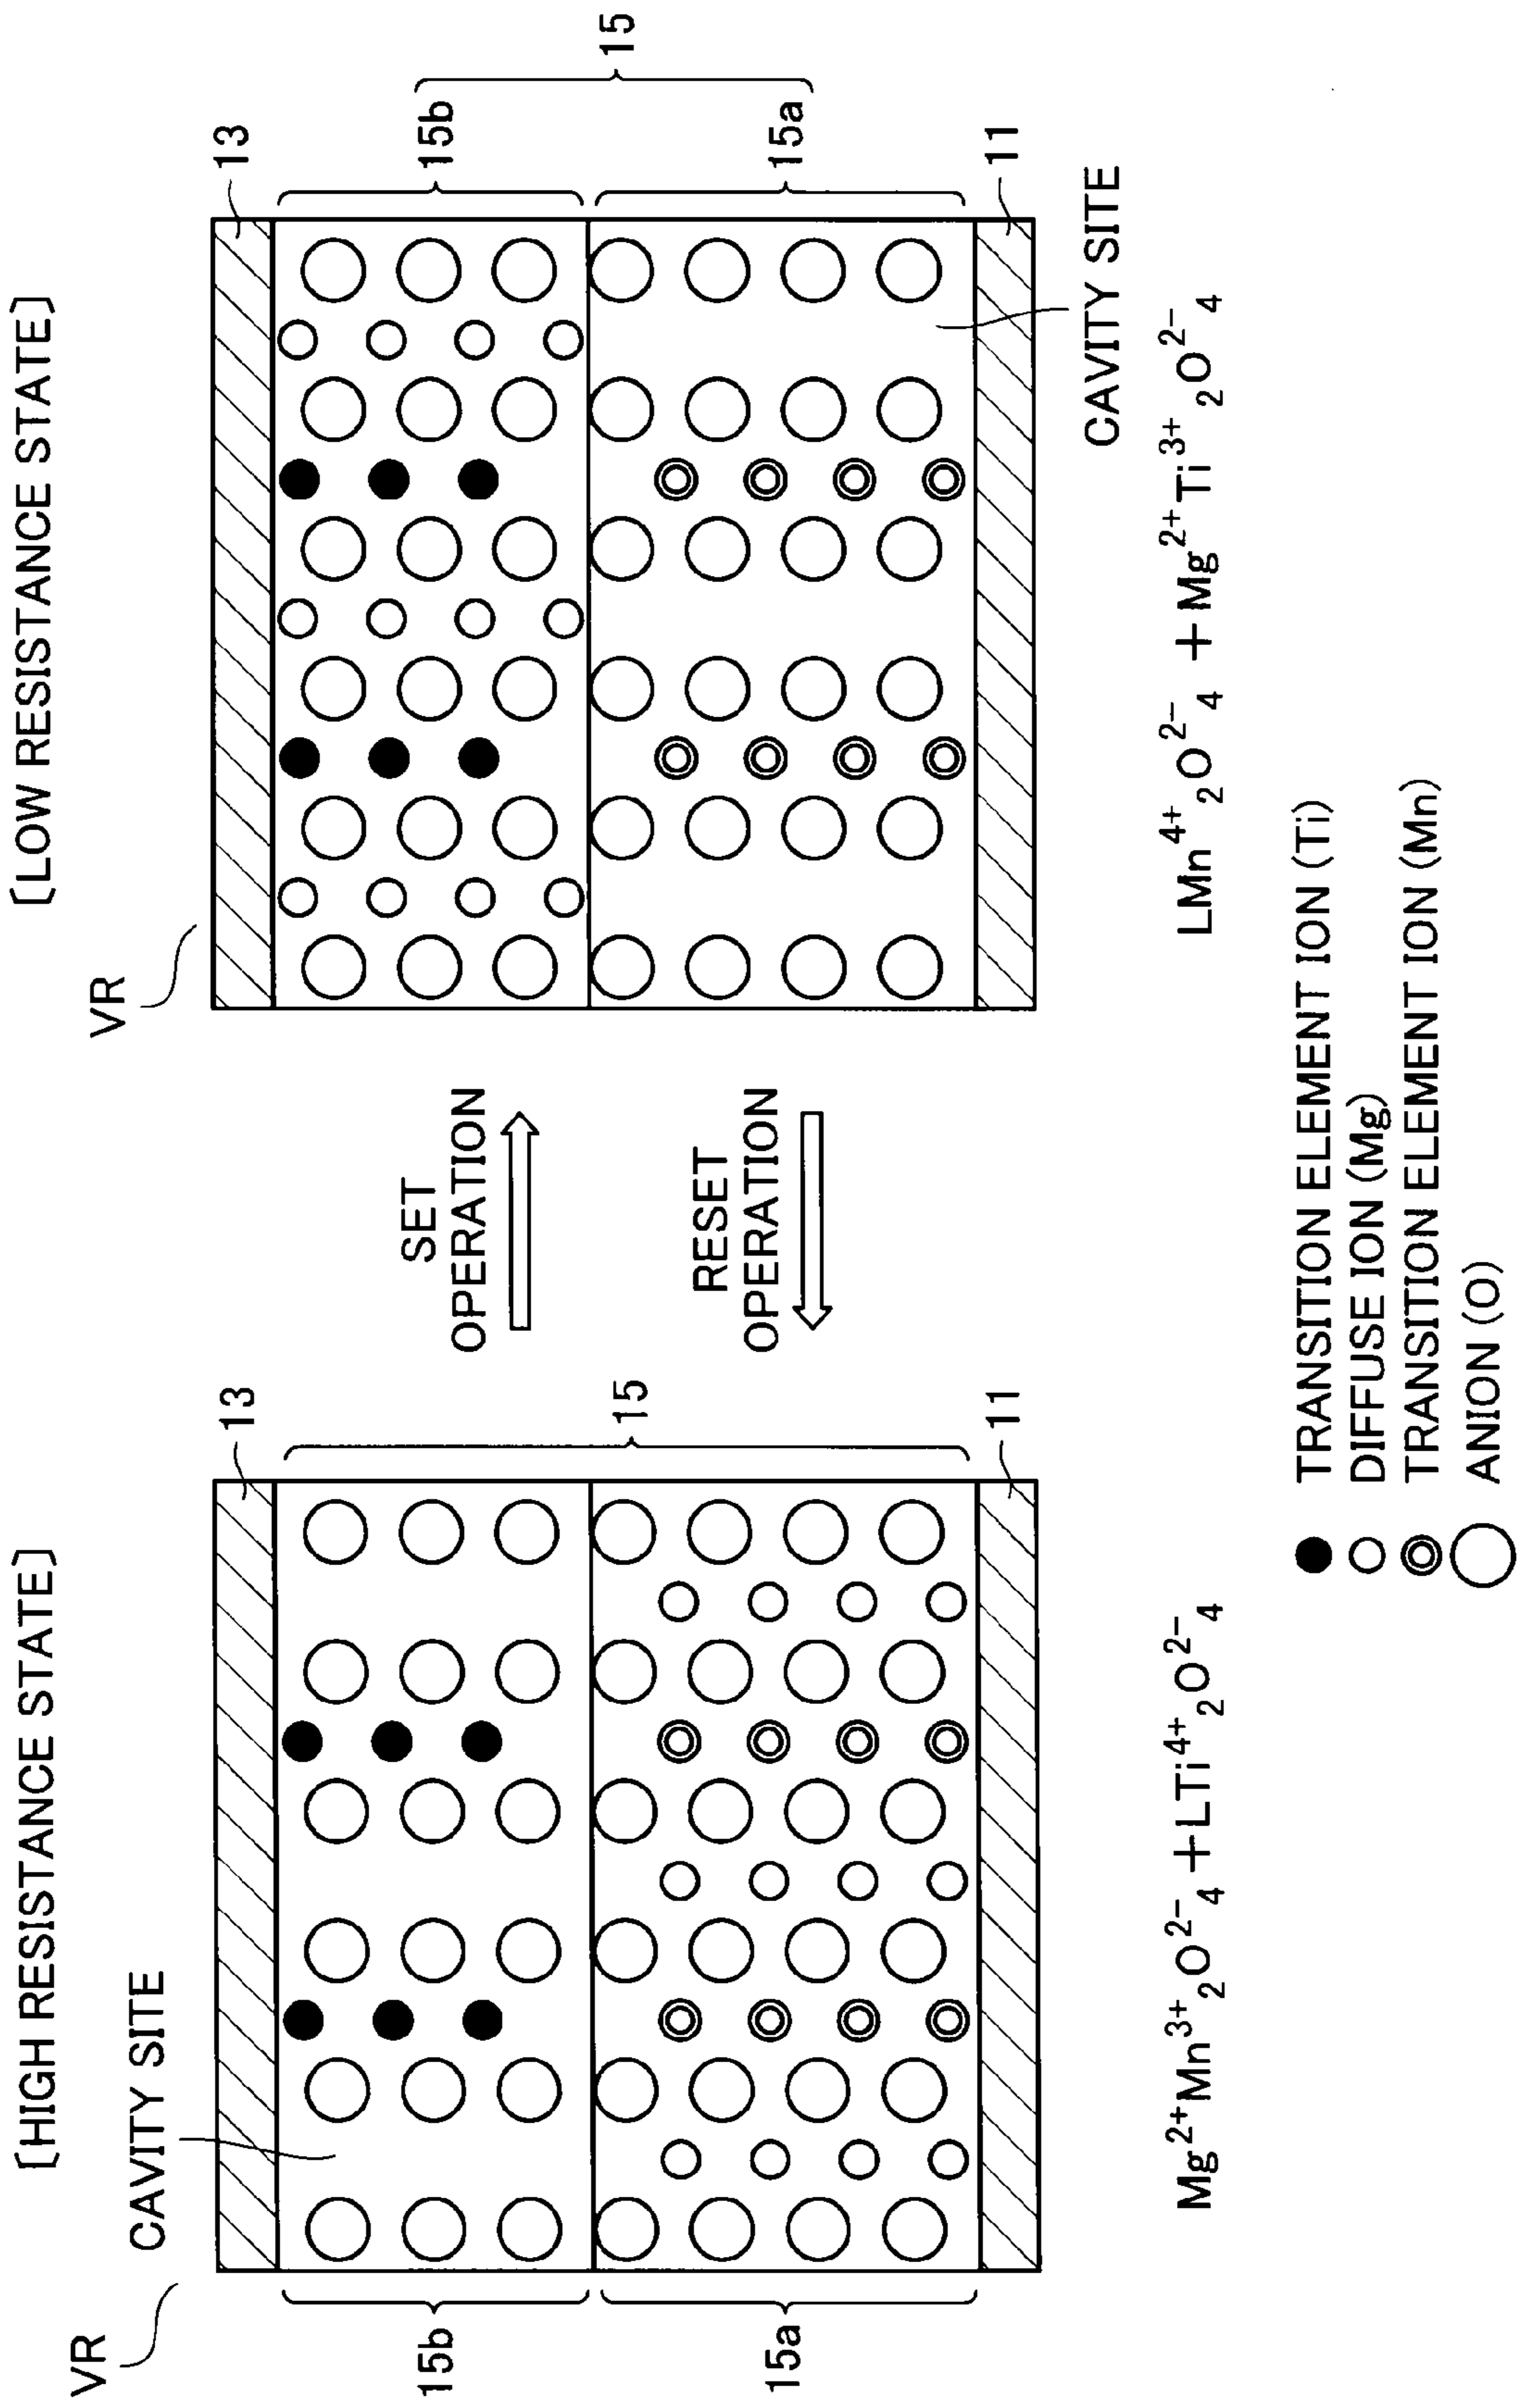 [HIGH RESISTANCE STATE]
VR
CAVITY SITE
13
15
15b
15a
11
Mg²⁺Mn³⁺₂O²⁻₄+LTi⁴⁺₂O²⁻₄
SET
OPERATION
RESET
OPERATION
[LOW RESISTANCE STATE]
VR
13
15b
15
15a
11
CAVITY SITE
LMn⁴⁺₂O²⁻₄+Mg²⁺Ti³⁺₂O²⁻₄
TRANSITION ELEMENT ION (Ti)
DIFFUSE ION (Mg)
TRANSITION ELEMENT ION (Mn)
ANION (O)